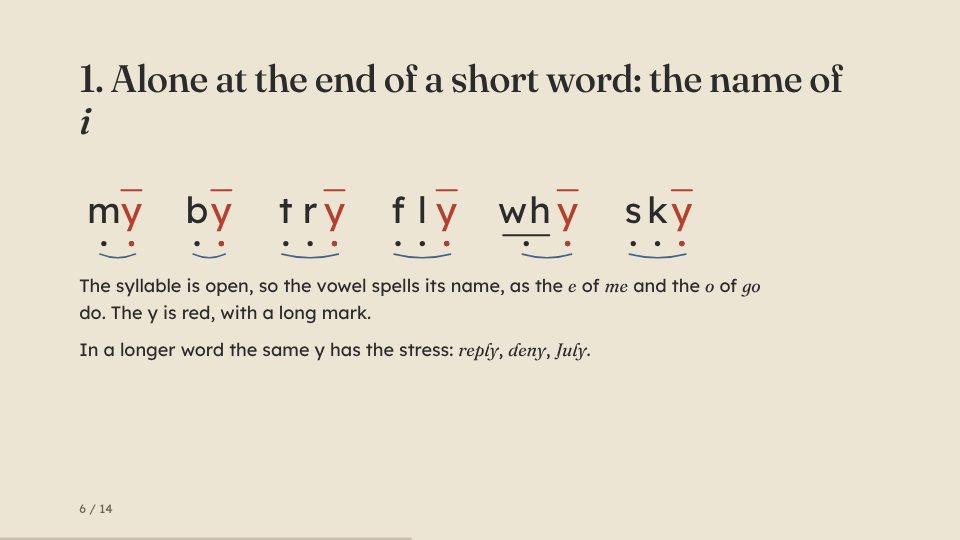 1. Alone at the end of a short word: the name of
i
my by try fly why sky
The syllable is open, so the vowel spells its name, as the e of me and the o of go
do. The y is red, with a long mark.
In a longer word the same y has the stress: reply, deny, July.
6 / 14